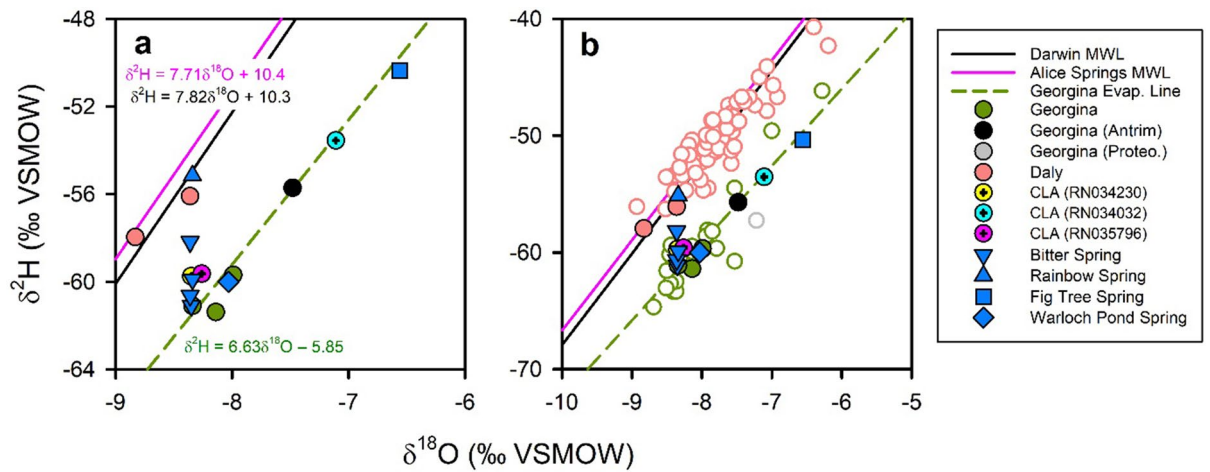 a
δ²H = 7.71δ¹⁸O + 10.4
δ²H = 7.82δ¹⁸O + 10.3
δ²H = 6.63δ¹⁸O – 5.85
-48
-52
-56
-60
-64
-9
-8
-7
-6
δ²H (‰ VSMOW)
b
-40
-50
-60
-70
-10
-9
-8
-7
-6
-5
δ¹⁸O (‰ VSMOW)
Darwin MWL
Alice Springs MWL
Georgina Evap. Line
Georgina
Georgina (Antrim)
Georgina (Proteo.)
Daly
CLA (RN034230)
CLA (RN034032)
CLA (RN035796)
Bitter Spring
Rainbow Spring
Fig Tree Spring
Warloch Pond Spring